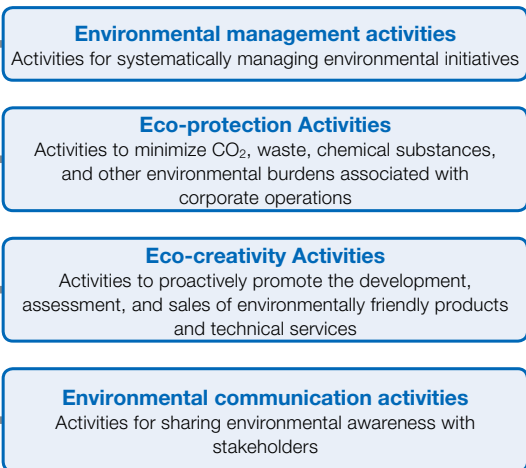 Environmental management activities
Activities for systematically managing environmental initiatives
Eco-protection Activities
Activities to minimize CO₂, waste, chemical substances,
and other environmental burdens associated with
corporate operations
Eco-creativity Activities
Activities to proactively promote the development,
assessment, and sales of environmentally friendly products
and technical services
Environmental communication activities
Activities for sharing environmental awareness with
stakeholders